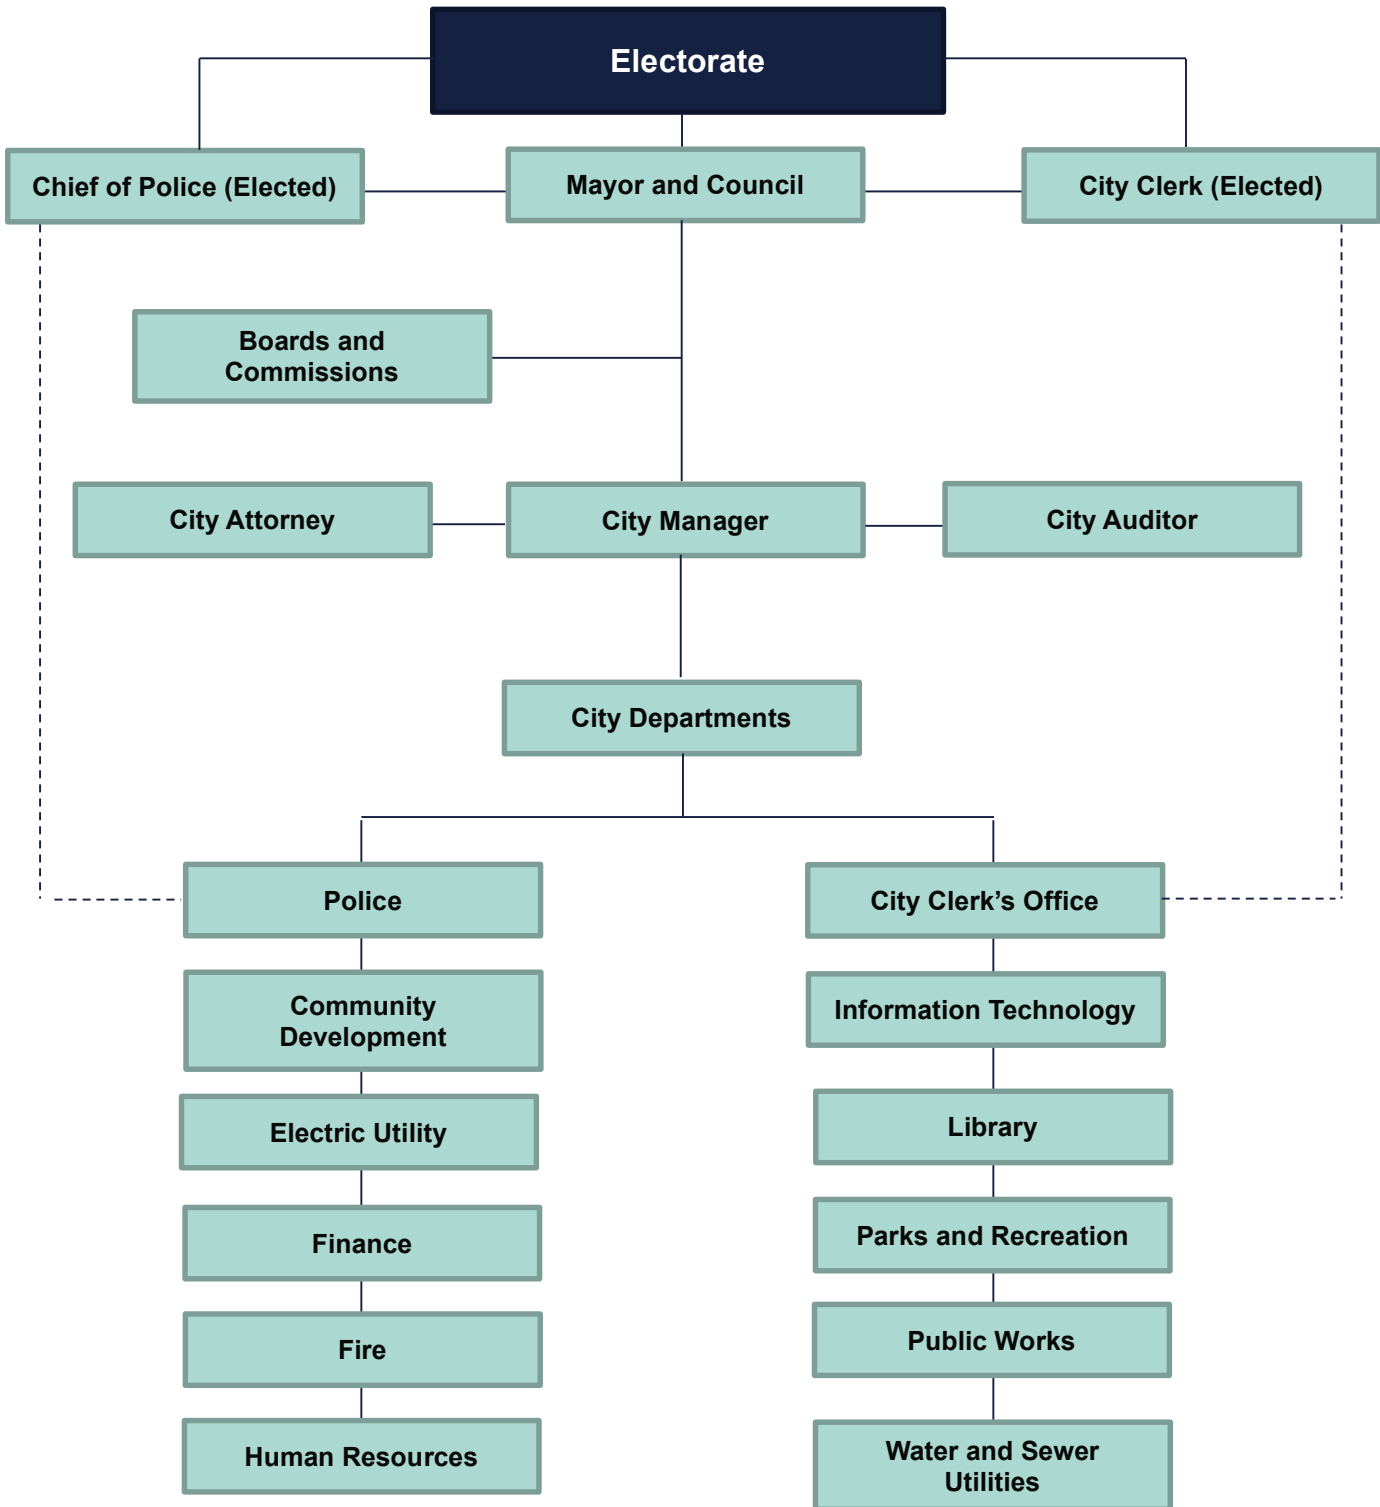 Electorate
Chief of Police (Elected)
Mayor and Council
City Clerk (Elected)
Boards and
Commissions
City Attorney
City Manager
City Auditor
City Departments
Police
City Clerk’s Office
Community
Development
Information Technology
Electric Utility
Library
Finance
Parks and Recreation
Fire
Public Works
Human Resources
Water and Sewer
Utilities